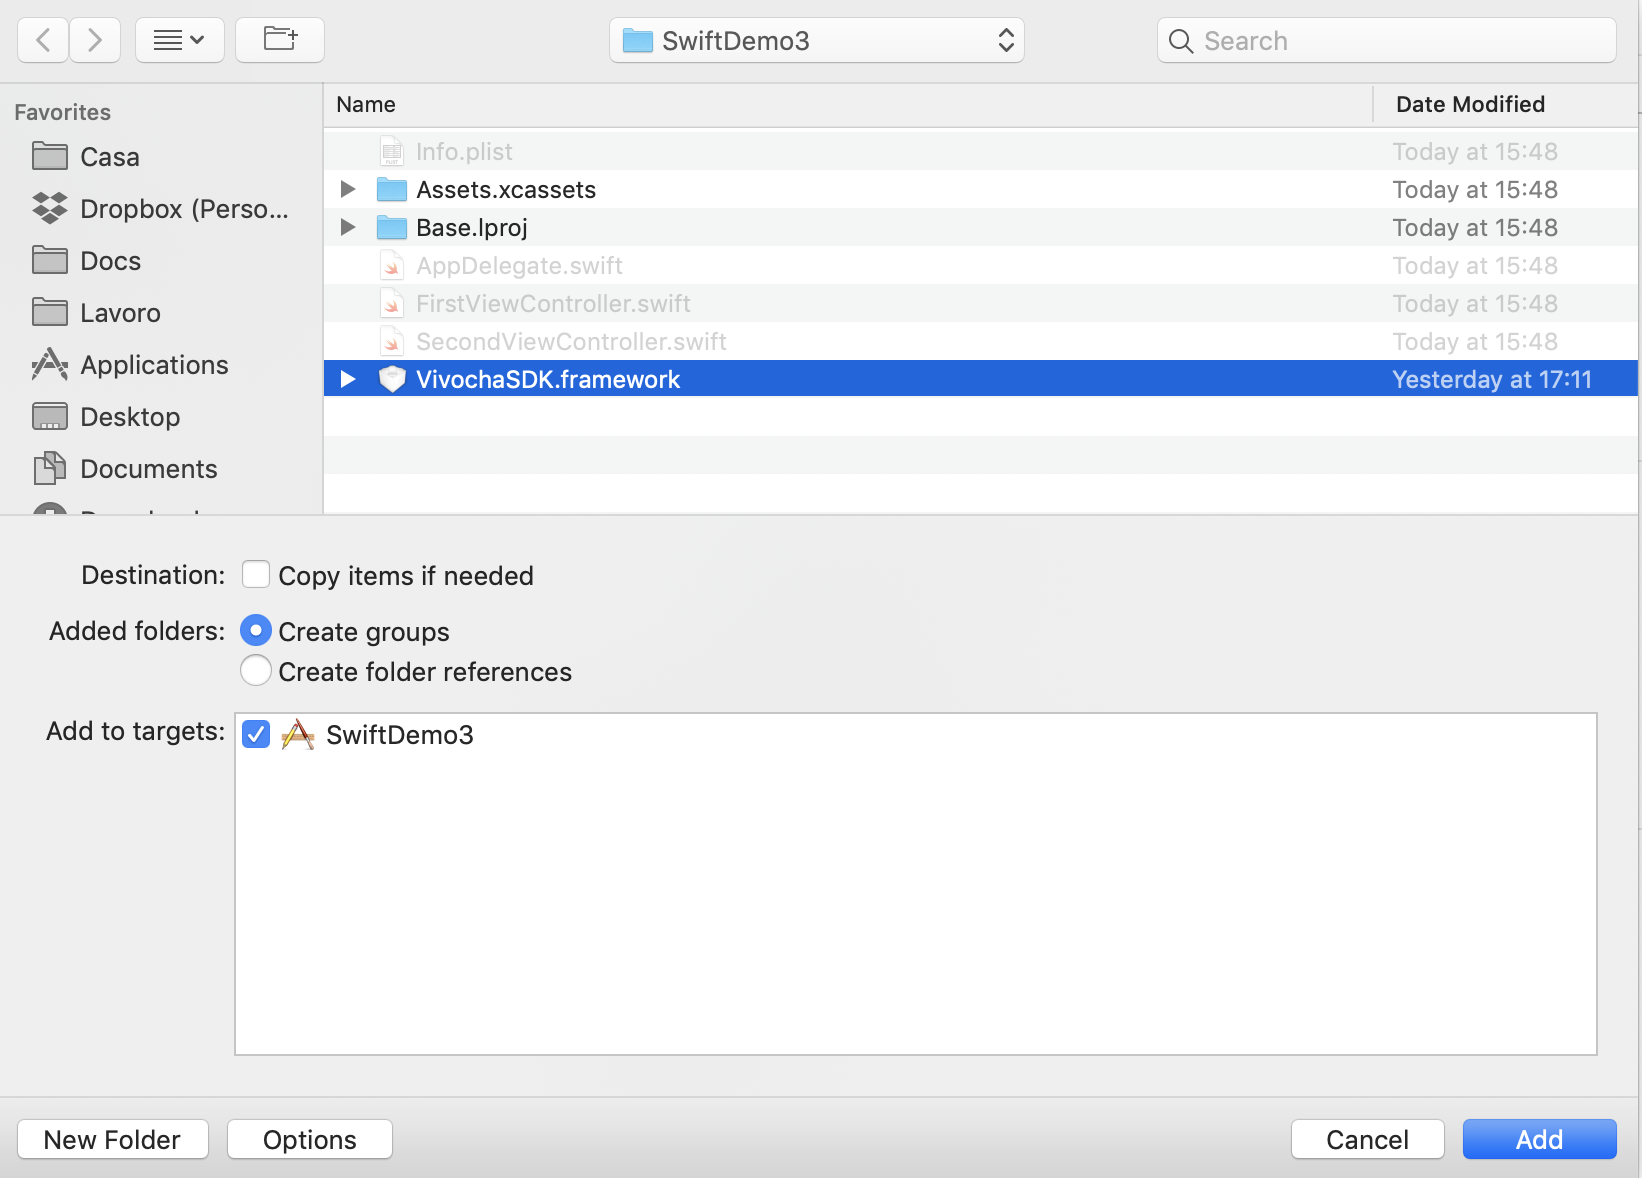 SwiftDemo3
Search
Favorites
Casa
Dropbox (Perso...
Docs
Lavoro
Applications
Desktop
Documents
Name Date Modified
Info.plist Today at 15:48
Assets.xcassets Today at 15:48
Base.lproj Today at 15:48
AppDelegate.swift Today at 15:48
FirstViewController.swift Today at 15:48
SecondViewController.swift Today at 15:48
VivochaSDK.framework Yesterday at 17:11
Destination: Copy items if needed
Added folders: Create groups
Create folder references
Add to targets: SwiftDemo3
New Folder Options Cancel Add